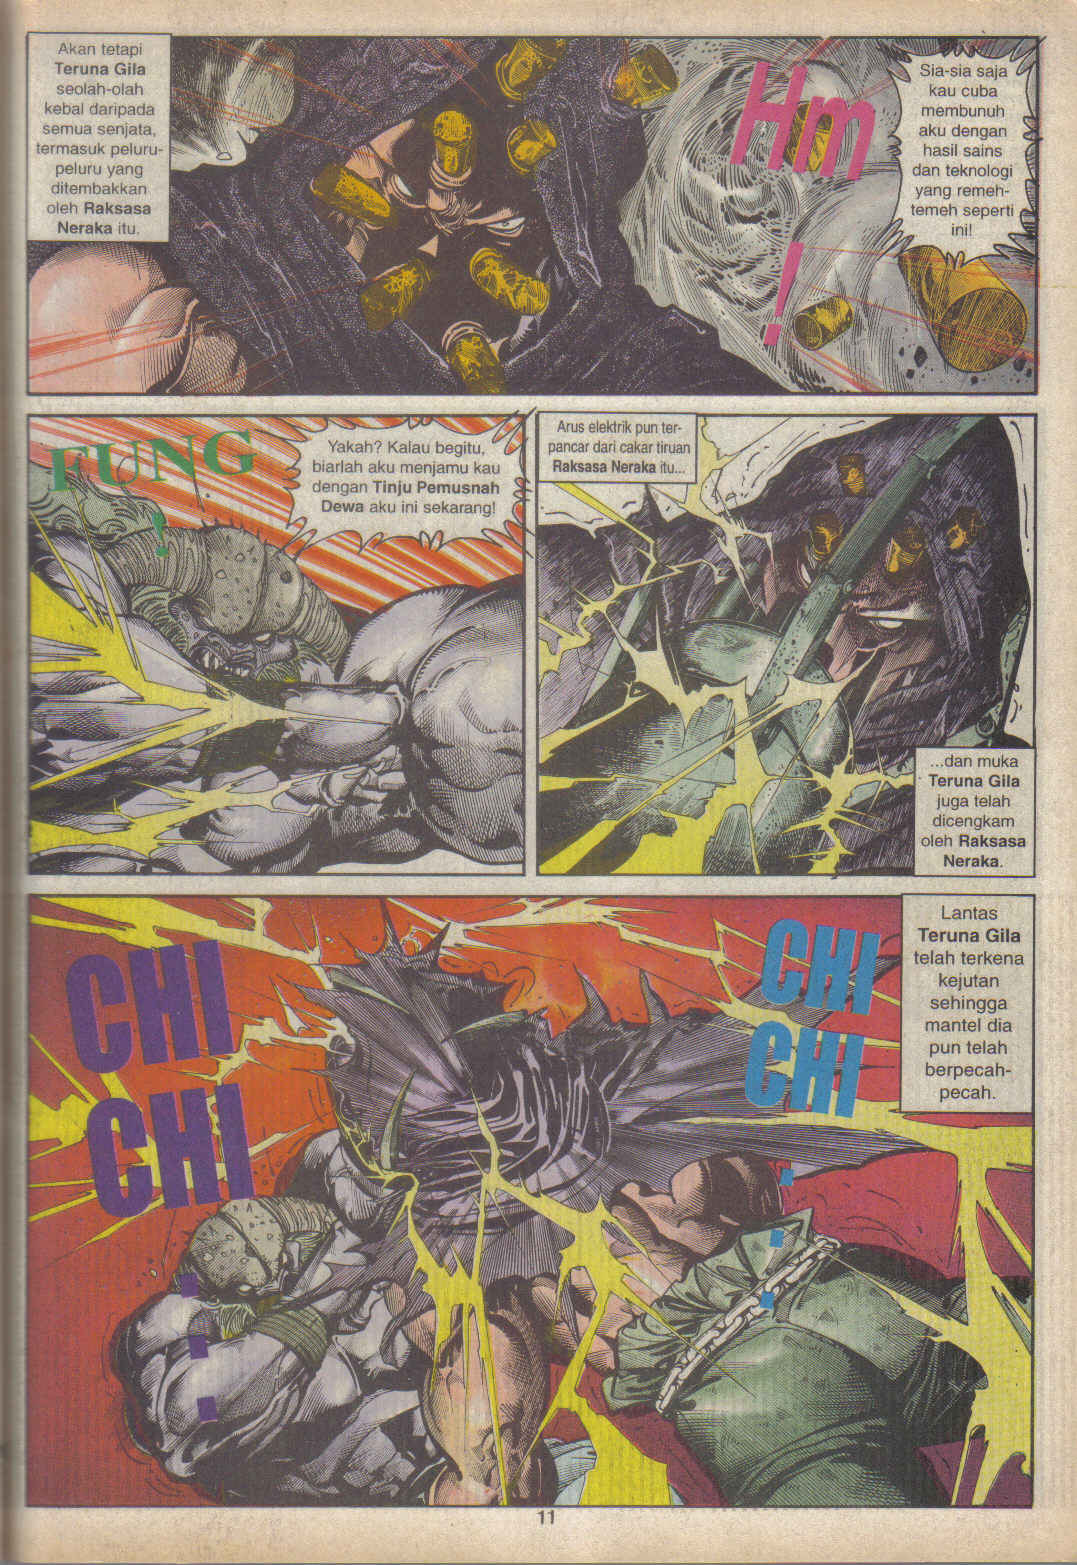 Akan tetapi
Teruna Gila
seolah-olah
kebal daripada
semua senjata,
termasuk peluru-
peluru yang
ditembakkan
oleh Raksasa
Neraka itu.
Hm
!
Sia-sia saja
kau cuba
membunuh
aku dengan
hasil sains
dan teknologi
yang remeh-
temeh seperti
ini!
FUNG
!
Yakah? Kalau begitu,
biarlah aku menjamu kau
dengan Tinju Pemusnah
Dewa aku ini sekarang!
Arus elektrik pun ter-
pancar dari cakar tiruan
Raksasa Neraka itu...
...dan muka
Teruna Gila
juga telah
dicengkam
oleh Raksasa
Neraka.
CHI
CHI
...
CHI
CHI
...
Lantas
Teruna Gila
telah terkena
kejutan
sehingga
mantel dia
pun telah
berpecah-
pecah.
11